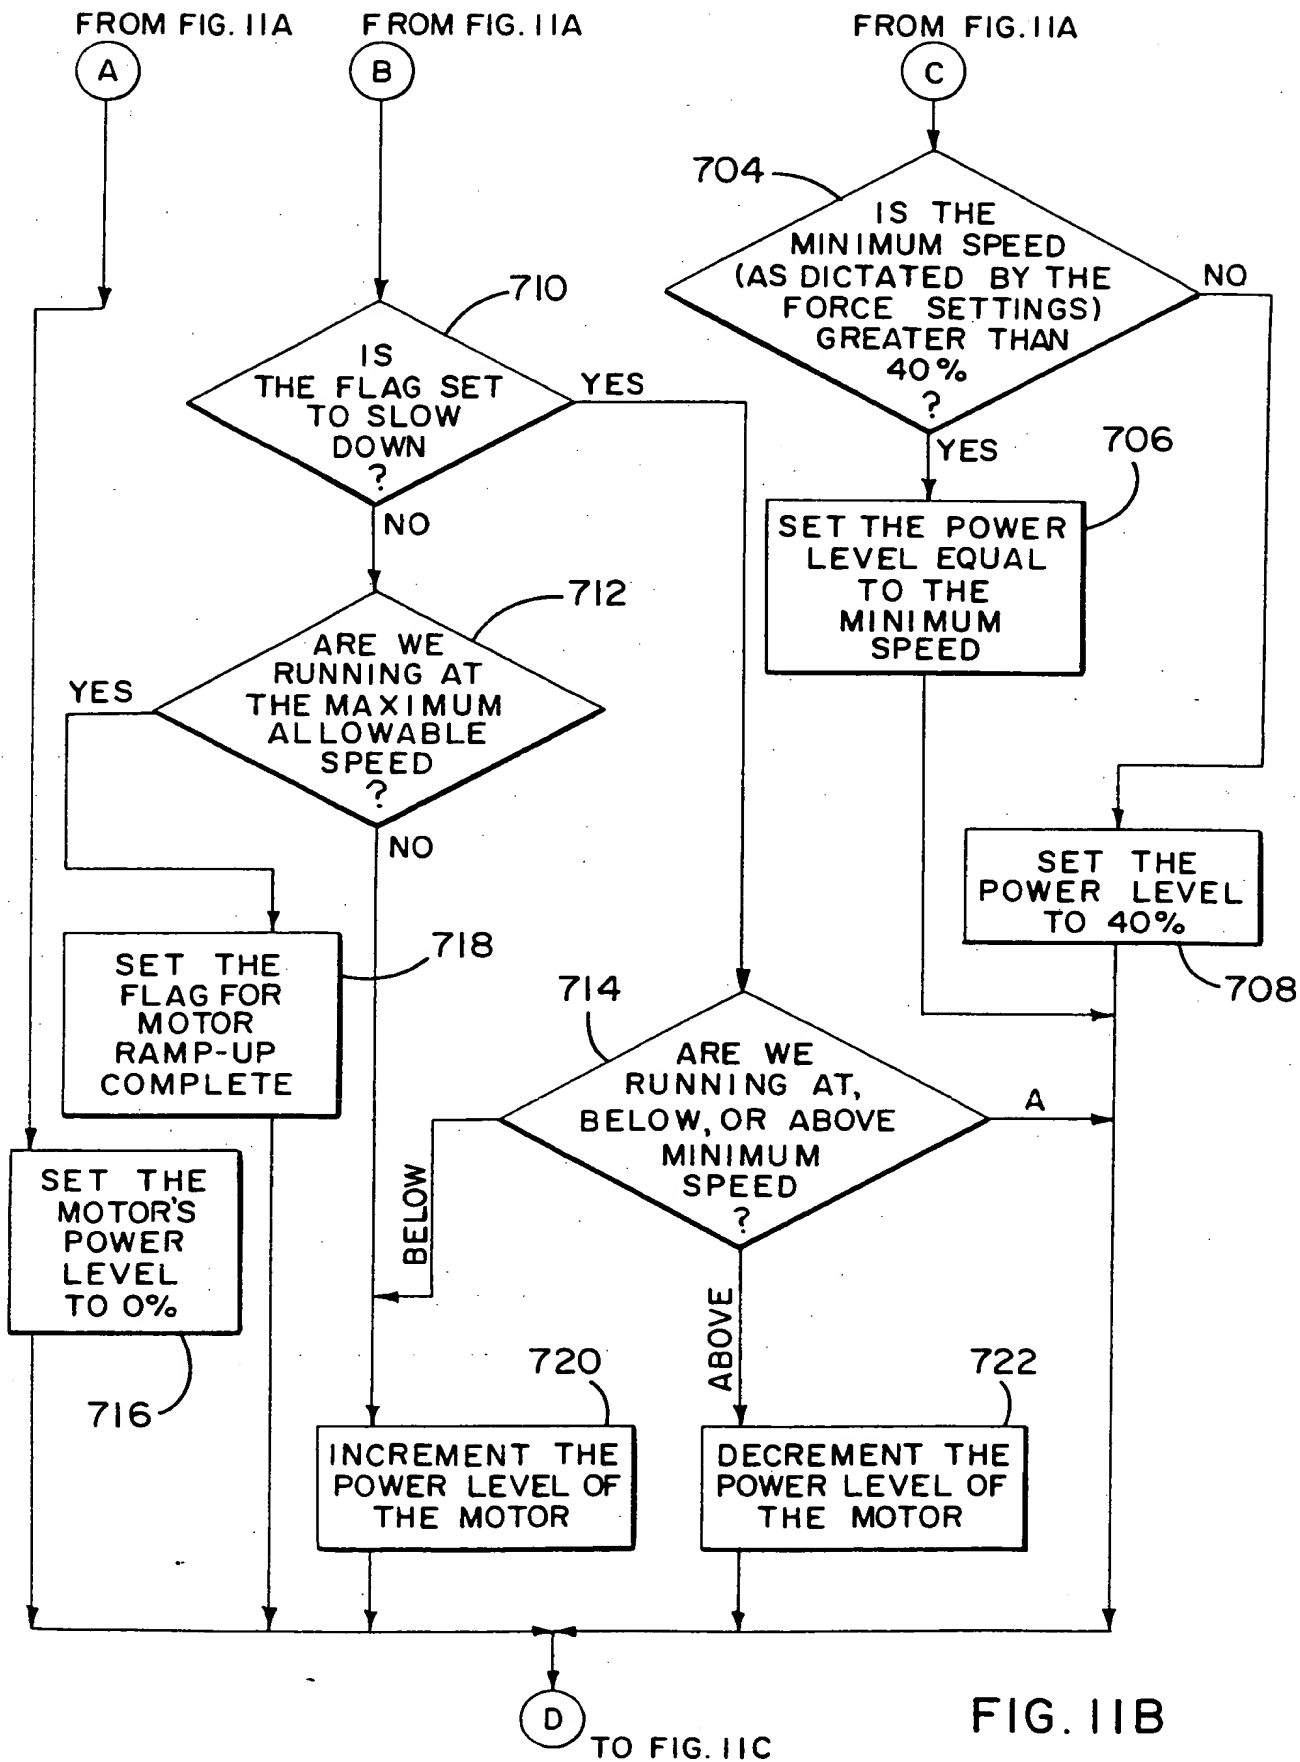 FROM FIG. 11A
FROM FIG. 11A
FROM FIG. 11A
A
B
C
704
IS THE
MINIMUM SPEED
(AS DICTATED BY THE
FORCE SETTINGS)
GREATER THAN
40%
?
NO
YES
710
IS
THE FLAG SET
TO SLOW
DOWN
?
YES
NO
706
SET THE POWER
LEVEL EQUAL
TO THE
MINIMUM
SPEED
712
ARE WE
RUNNING AT
THE MAXIMUM
ALLOWABLE
SPEED
?
YES
NO
SET THE
POWER LEVEL
TO 40%
708
718
SET THE
FLAG FOR
MOTOR
RAMP-UP
COMPLETE
714
ARE WE
RUNNING AT,
BELOW, OR ABOVE
MINIMUM
SPEED
?
A
BELOW
ABOVE
SET THE
MOTOR'S
POWER
LEVEL
TO 0%
716
720
INCREMENT THE
POWER LEVEL OF
THE MOTOR
722
DECREMENT THE
POWER LEVEL OF
THE MOTOR
D
TO FIG. 11C
FIG. 11B